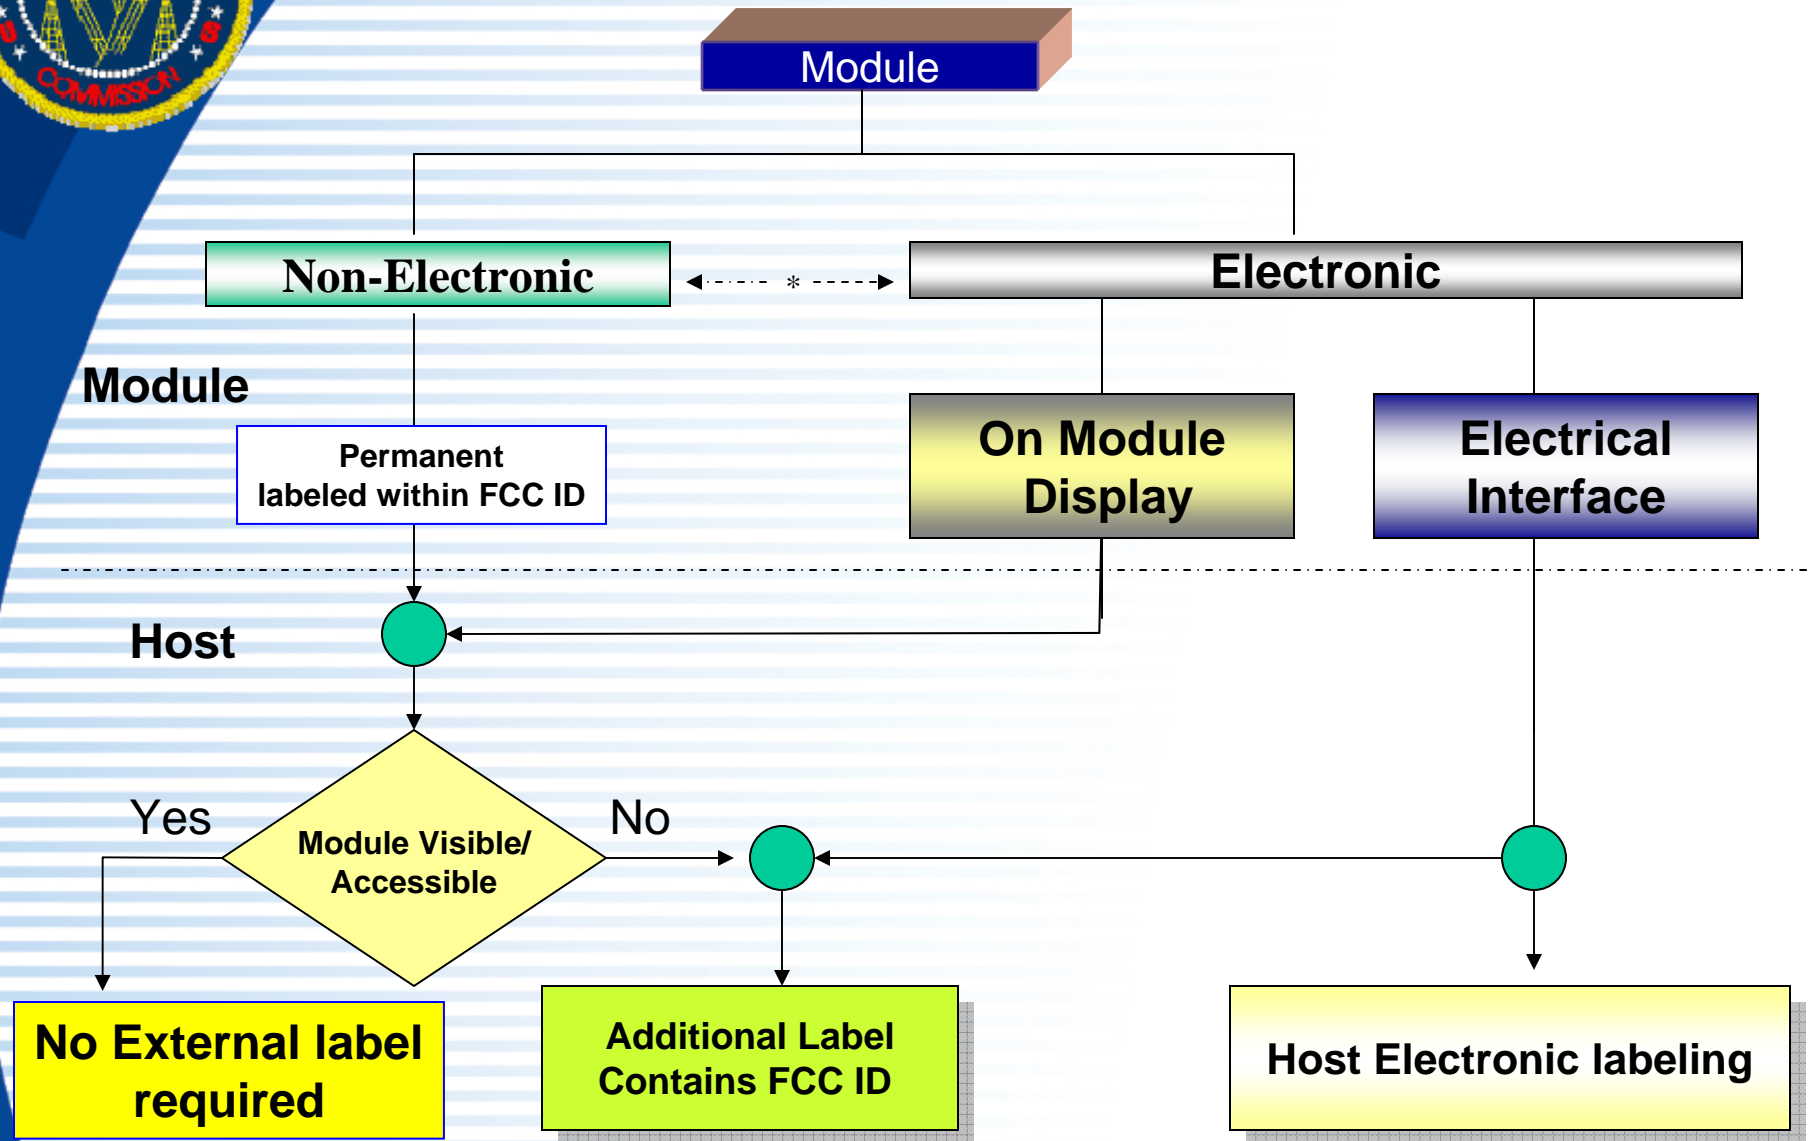 U S
COMMISSION
Module
Non-Electronic
*
Electronic
Module
Permanent
labeled within FCC ID
On Module
Display
Electrical
Interface
Host
Yes
No
Module Visible/
Accessible
No External label
required
Additional Label
Contains FCC ID
Host Electronic labeling